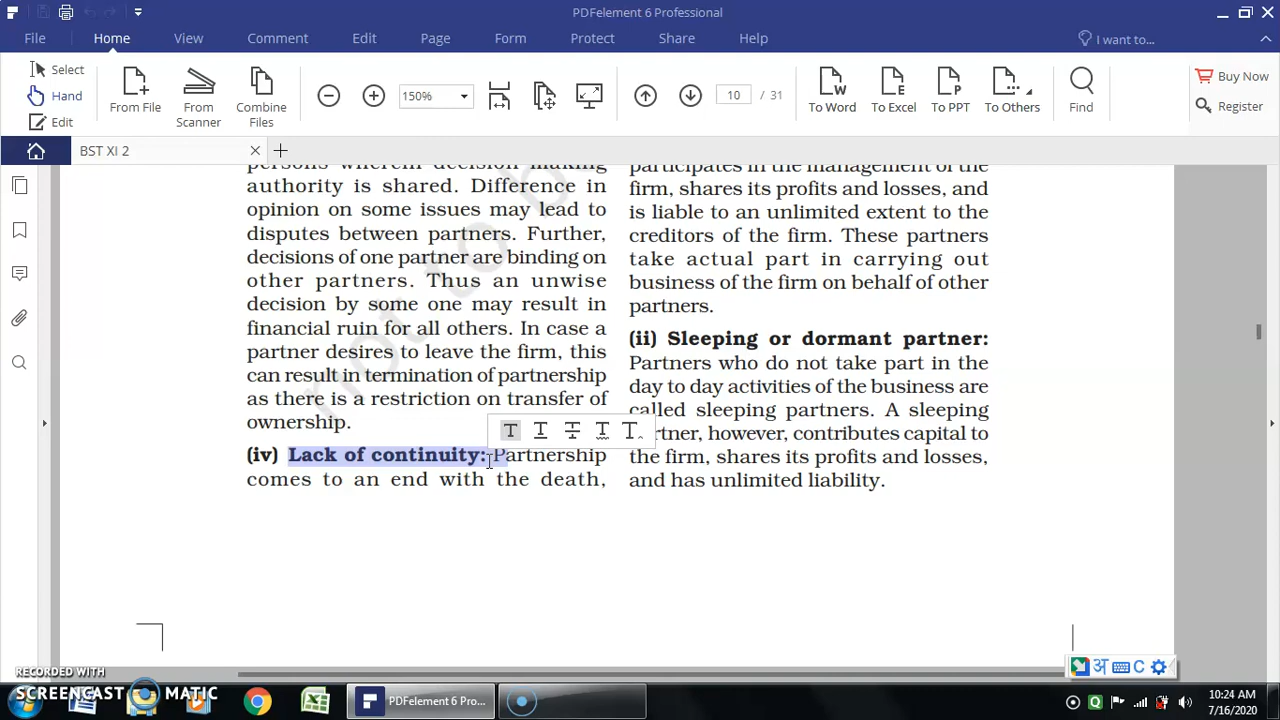 PDFelement 6 Professional
File
Home
View
Comment
Edit
Page
Form
Protect
Share
Help
I want to...
Select
Hand
Edit
From File
From Scanner
Combine Files
150%
10
/ 31
To Word
To Excel
To PPT
To Others
Find
Buy Now
Register
BST XI 2
persons wherein decision making
authority is shared. Difference in
opinion on some issues may lead to
disputes between partners. Further,
decisions of one partner are binding on
other partners. Thus an unwise
decision by some one may result in
financial ruin for all others. In case a
partner desires to leave the firm, this
can result in termination of partnership
as there is a restriction on transfer of
ownership.
(iv) Lack of continuity: Partnership
comes to an end with the death,
participates in the management of the
firm, shares its profits and losses, and
is liable to an unlimited extent to the
creditors of the firm. These partners
take actual part in carrying out
business of the firm on behalf of other
partners.
(ii) Sleeping or dormant partner:
Partners who do not take part in the
day to day activities of the business are
called sleeping partners. A sleeping
partner, however, contributes capital to
the firm, shares its profits and losses,
and has unlimited liability.
not to b
अ
C
RECORDED WITH
SCREENCAST MATIC
PDFelement 6 Pro...
10:24 AM
7/16/2020